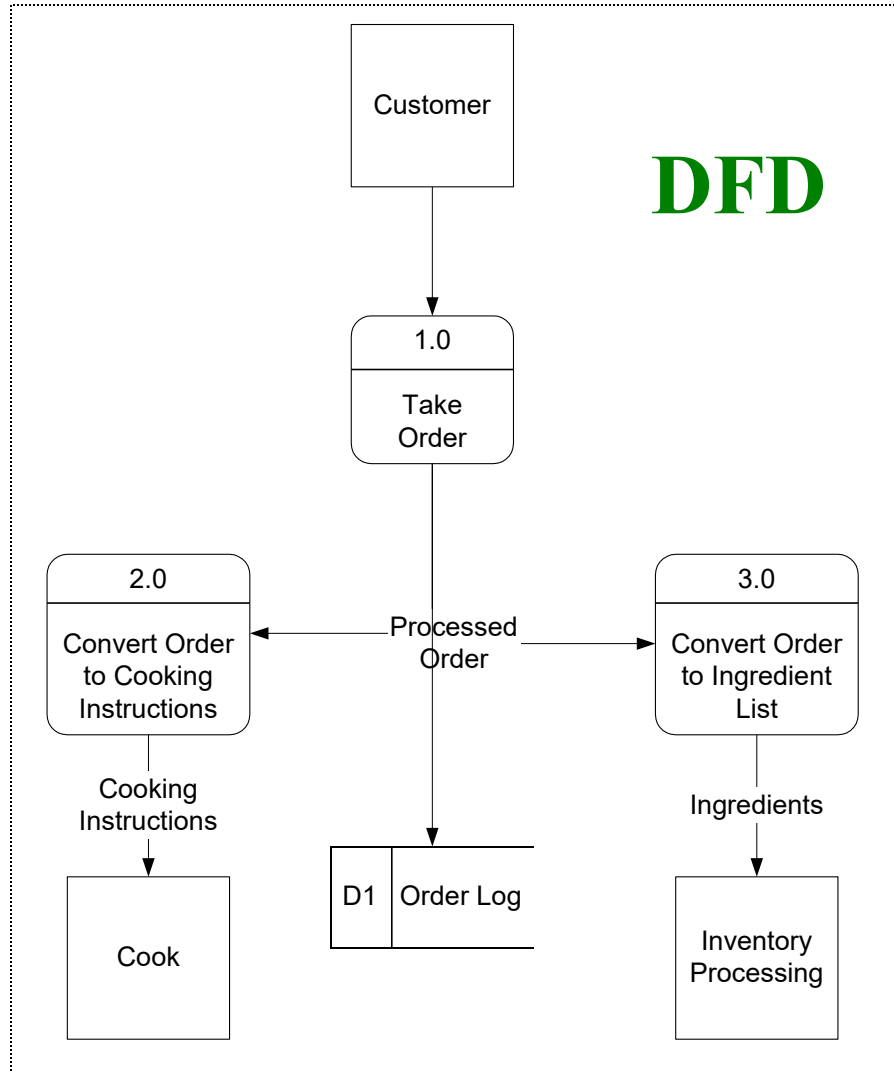 Customer
DFD
1.0
Take
Order
2.0
Convert Order
to Cooking
Instructions
Processed
Order
3.0
Convert Order
to Ingredient
List
Cooking
Instructions
Ingredients
Cook
D1
Order Log
Inventory
Processing